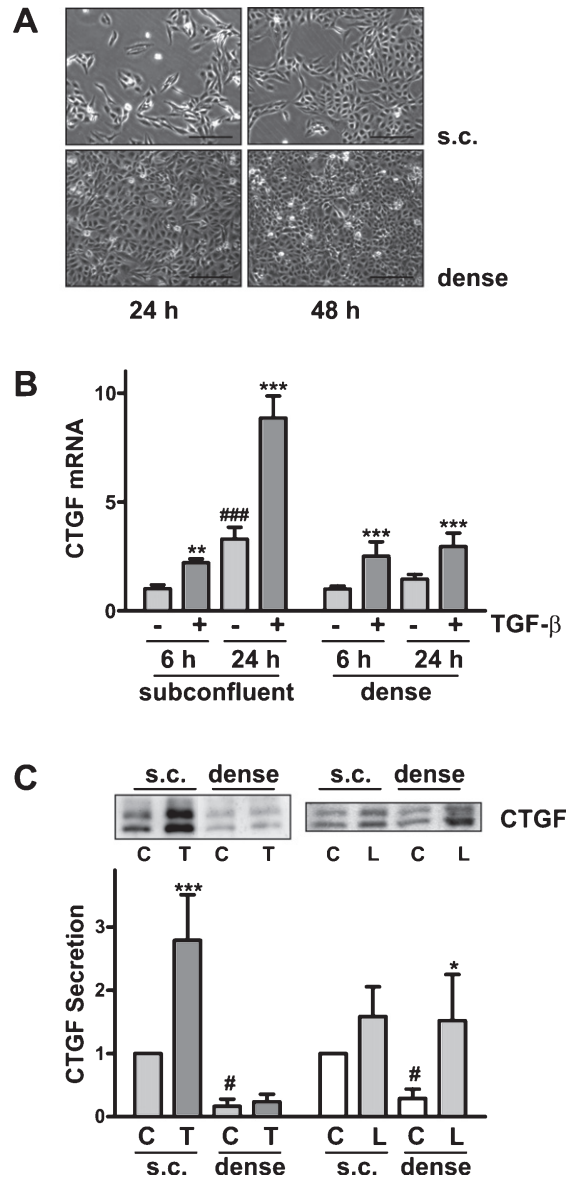 A
s.c.
dense
24 h 48 h
B
CTGF mRNA
10
5
0
***
###
**
***
***
- + - + - + - + TGF-β
6 h 24 h 6 h 24 h
subconfluent dense
C
s.c. dense s.c. dense
CTGF
C T C T C L C L
CTGF Secretion
3
2
1
0
***
#
#
*
C T C T C L C L
s.c. dense s.c. dense